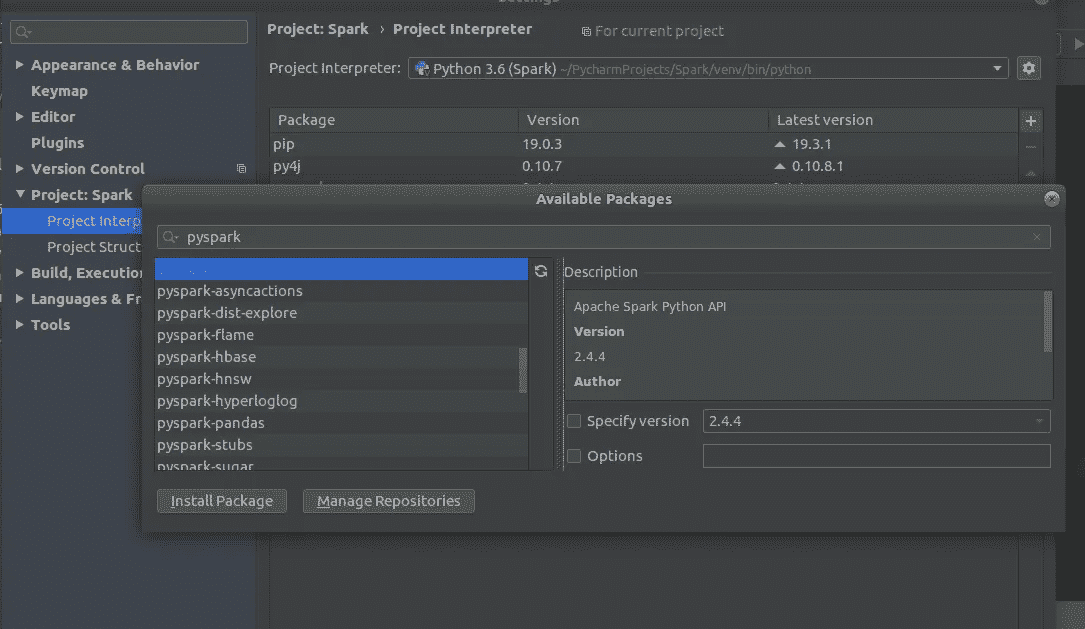 Project: Spark › Project Interpreter For current project
Appearance & Behavior
Keymap
Editor
Plugins
Version Control
Project: Spark
Project Interp
Project Struct
Build, Execution
Languages & Fr
Tools
Project Interpreter: Python 3.6 (Spark) ~/PycharmProjects/Spark/venv/bin/python
Package Version Latest version
pip 19.0.3 19.3.1
py4j 0.10.7 0.10.8.1
Available Packages
pyspark
pyspark-asyncactions
pyspark-dist-explore
pyspark-flame
pyspark-hbase
pyspark-hnsw
pyspark-hyperloglog
pyspark-pandas
pyspark-stubs
pyspark-sugar
Description
Apache Spark Python API
Version
2.4.4
Author
Specify version 2.4.4
Options
Install Package Manage Repositories